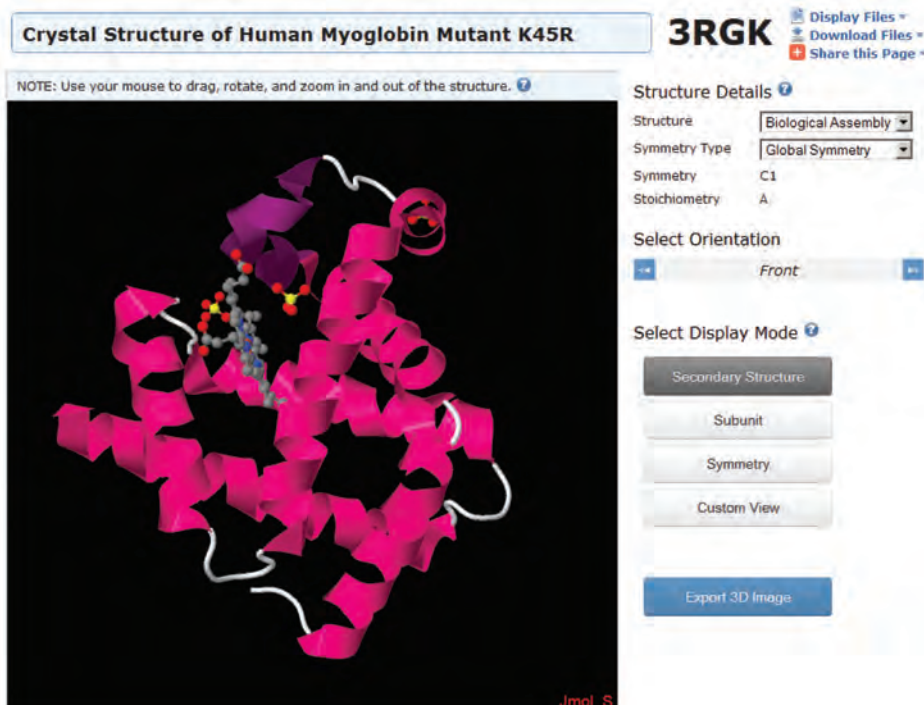 Crystal Structure of Human Myoglobin Mutant K45R
3RGK
Display Files
Download Files
Share this Page
NOTE: Use your mouse to drag, rotate, and zoom in and out of the structure.
Structure Details
Structure Biological Assembly
Symmetry Type Global Symmetry
Symmetry C1
Stoichiometry A
Select Orientation
Front
Select Display Mode
Secondary Structure
Subunit
Symmetry
Custom View
Export 3D Image
Jmol_S